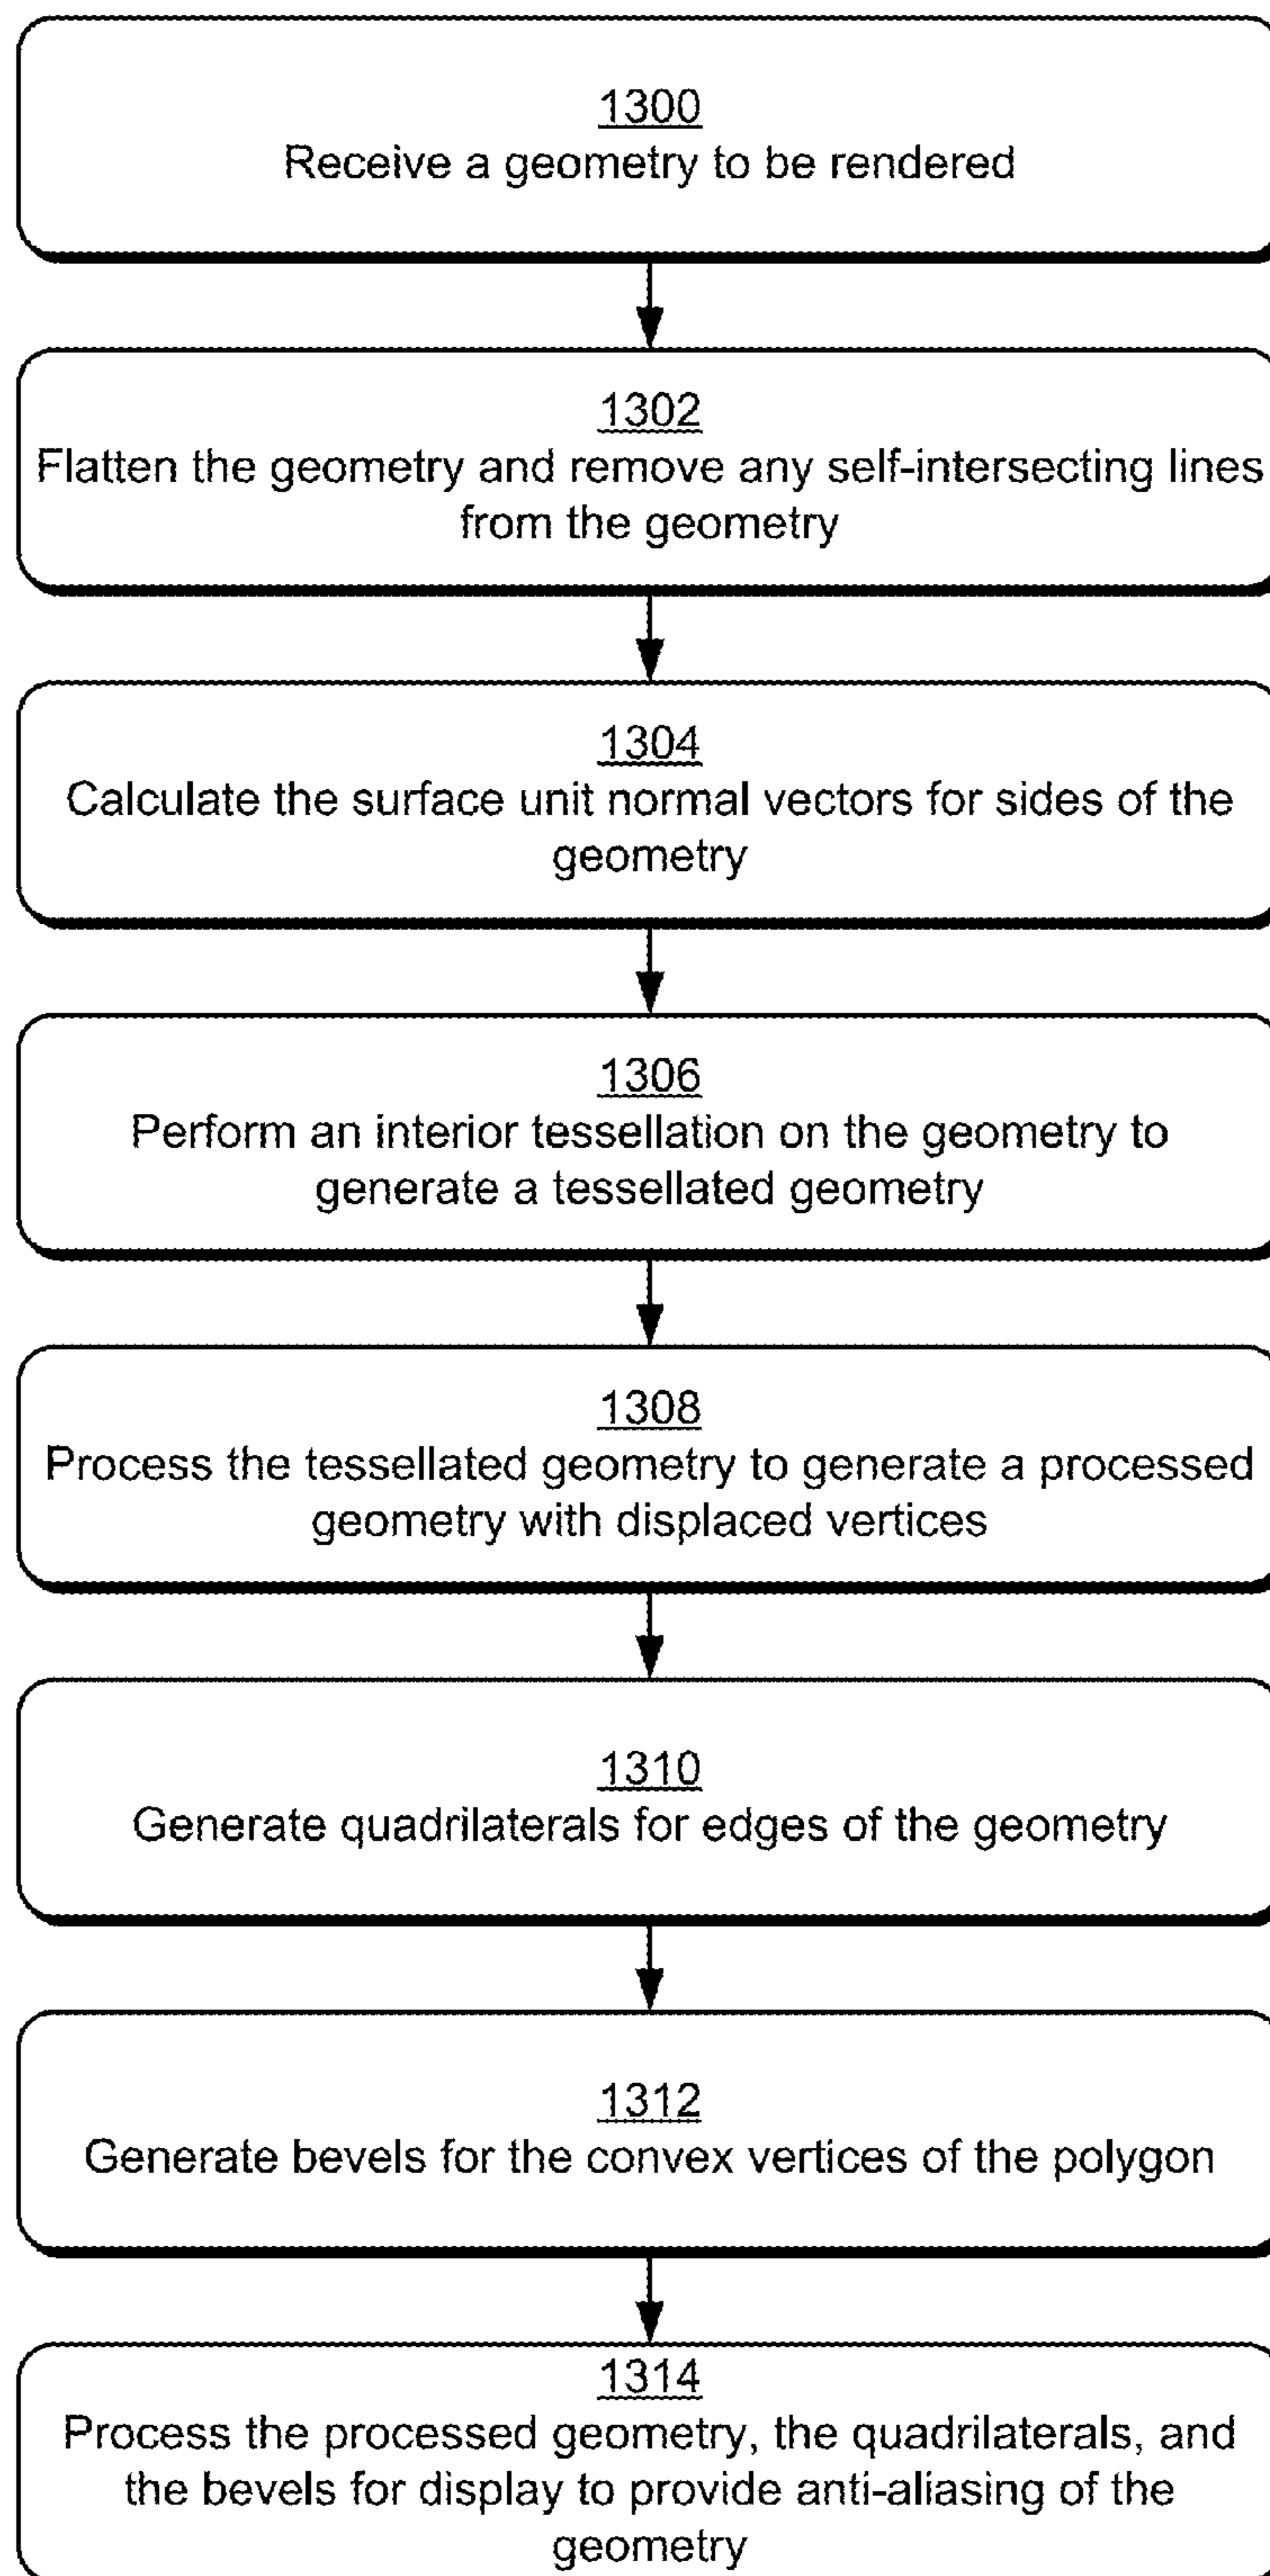 1300
Receive a geometry to be rendered
1302
Flatten the geometry and remove any self-intersecting lines
from the geometry
1304
Calculate the surface unit normal vectors for sides of the
geometry
1306
Perform an interior tessellation on the geometry to
generate a tessellated geometry
1308
Process the tessellated geometry to generate a processed
geometry with displaced vertices
1310
Generate quadrilaterals for edges of the geometry
1312
Generate bevels for the convex vertices of the polygon
1314
Process the processed geometry, the quadrilaterals, and
the bevels for display to provide anti-aliasing of the
geometry